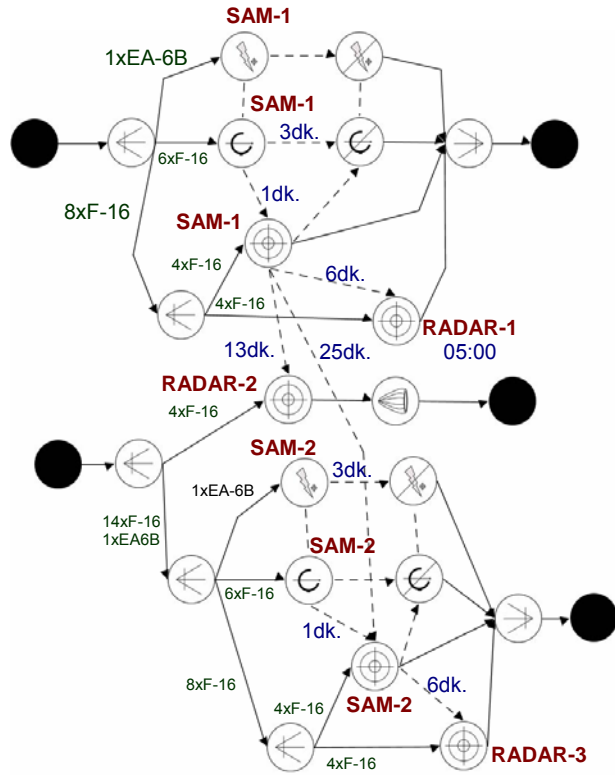 SAM-1
1xEA-6B
SAM-1
3dk.
6xF-16
1dk.
8xF-16
SAM-1
4xF-16
6dk.
4xF-16
RADAR-1
05:00
13dk.
25dk.
RADAR-2
4xF-16
SAM-2
3dk.
1xEA-6B
14xF-16
1xEA6B
SAM-2
6xF-16
1dk.
8xF-16
4xF-16
SAM-2
6dk.
4xF-16
RADAR-3